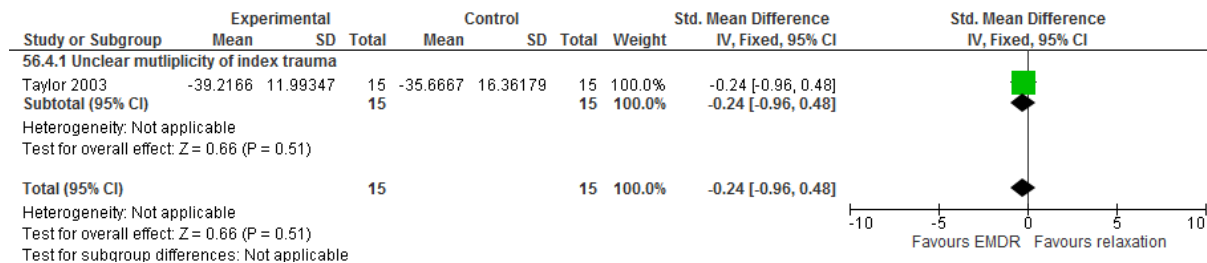 Experimental Control Std. Mean Difference Std. Mean Difference
Study or Subgroup Mean SD Total Mean SD Total Weight IV, Fixed, 95% CI IV, Fixed, 95% CI
56.4.1 Unclear mutliplicity of index trauma
Taylor 2003 -39.2166 11.99347 15 -35.6667 16.36179 15 100.0% -0.24 [-0.96, 0.48]
Subtotal (95% CI) 15 15 100.0% -0.24 [-0.96, 0.48]
Heterogeneity: Not applicable
Test for overall effect: Z = 0.66 (P = 0.51)
Total (95% CI) 15 15 100.0% -0.24 [-0.96, 0.48]
Heterogeneity: Not applicable
Test for overall effect: Z = 0.66 (P = 0.51)
Test for subgroup differences: Not applicable
-10 -5 0 5 10
Favours EMDR Favours relaxation